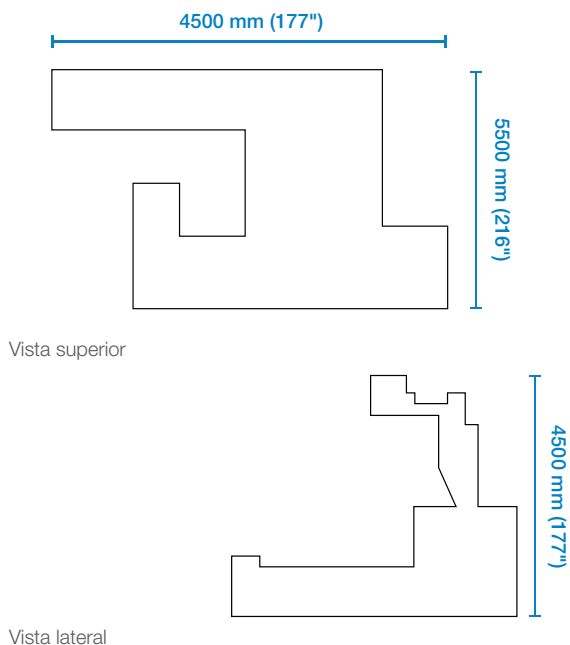 4500 mm (177")
5500 mm (216")
Vista superior
4500 mm (177")
Vista lateral